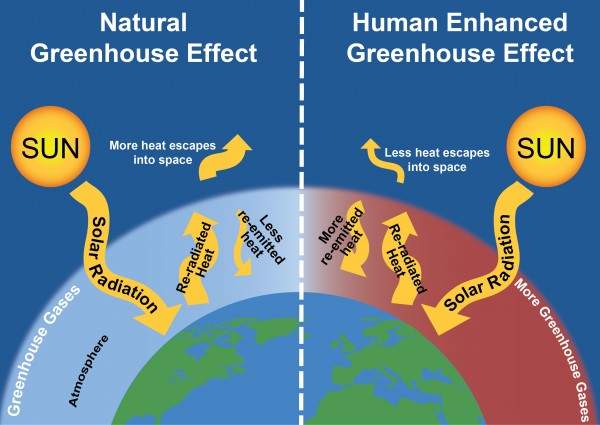 Natural
Greenhouse Effect
SUN
More heat escapes
into space
Solar Radiation
Re-radiated
Heat
Less
re-emitted
heat
Greenhouse Gases
Atmosphere
Human Enhanced
Greenhouse Effect
Less heat escapes
into space
SUN
More
re-emitted
heat
Re-radiated
Heat
Solar Radiation
More Greenhouse Gases